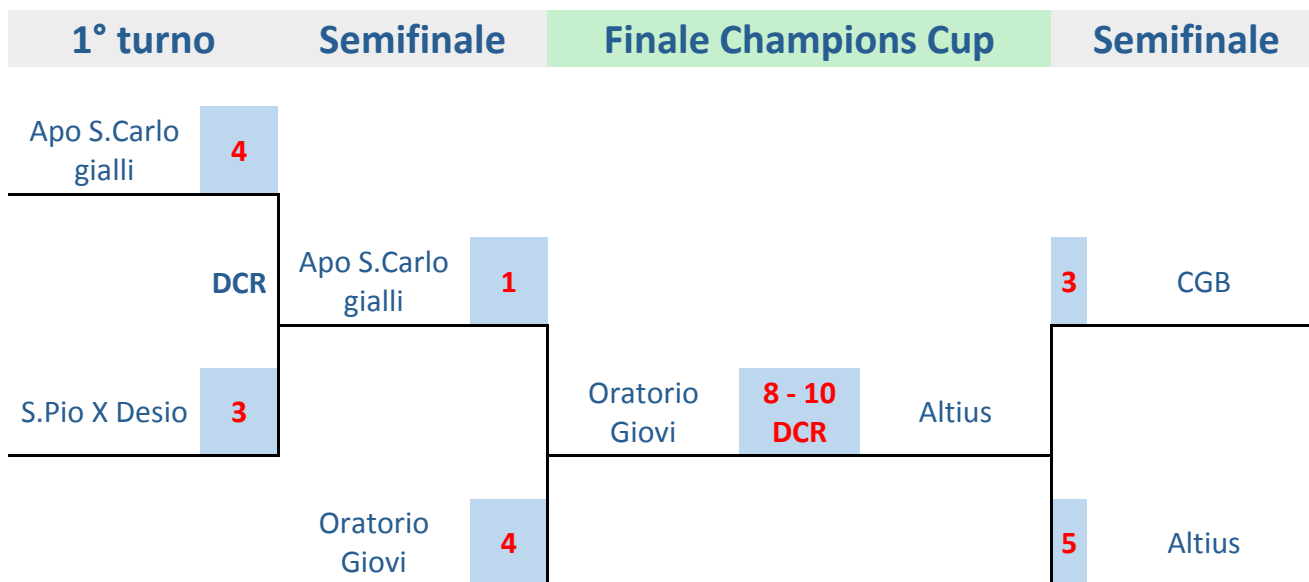 1° turno
Semifinale
Finale Champions Cup
Semifinale
Apo S.Carlo
gialli
4
DCR
Apo S.Carlo
gialli
1
3
CGB
S.Pio X Desio
3
Oratorio
Giovi
8 - 10
DCR
Altius
Oratorio
Giovi
4
5
Altius